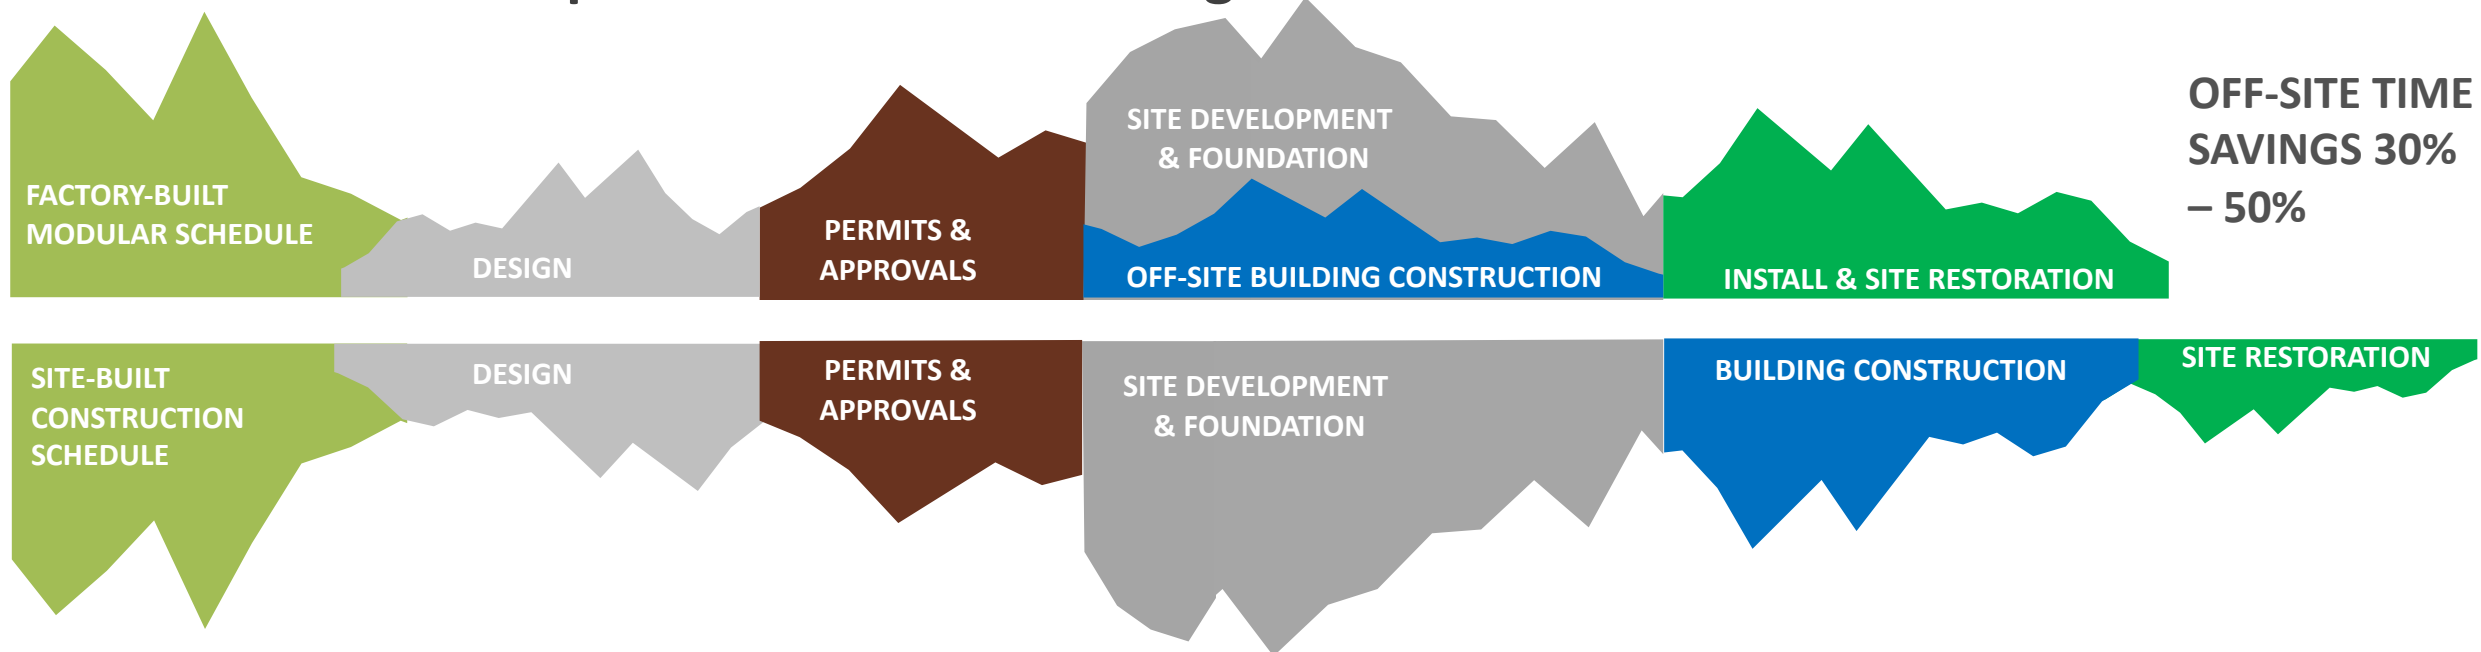 FACTORY-BUILT
MODULAR SCHEDULE
DESIGN
PERMITS &
APPROVALS
SITE DEVELOPMENT
& FOUNDATION
OFF-SITE BUILDING CONSTRUCTION
INSTALL & SITE RESTORATION
OFF-SITE TIME
SAVINGS 30%
– 50%
SITE-BUILT
CONSTRUCTION
SCHEDULE
DESIGN
PERMITS &
APPROVALS
SITE DEVELOPMENT
& FOUNDATION
BUILDING CONSTRUCTION
SITE RESTORATION